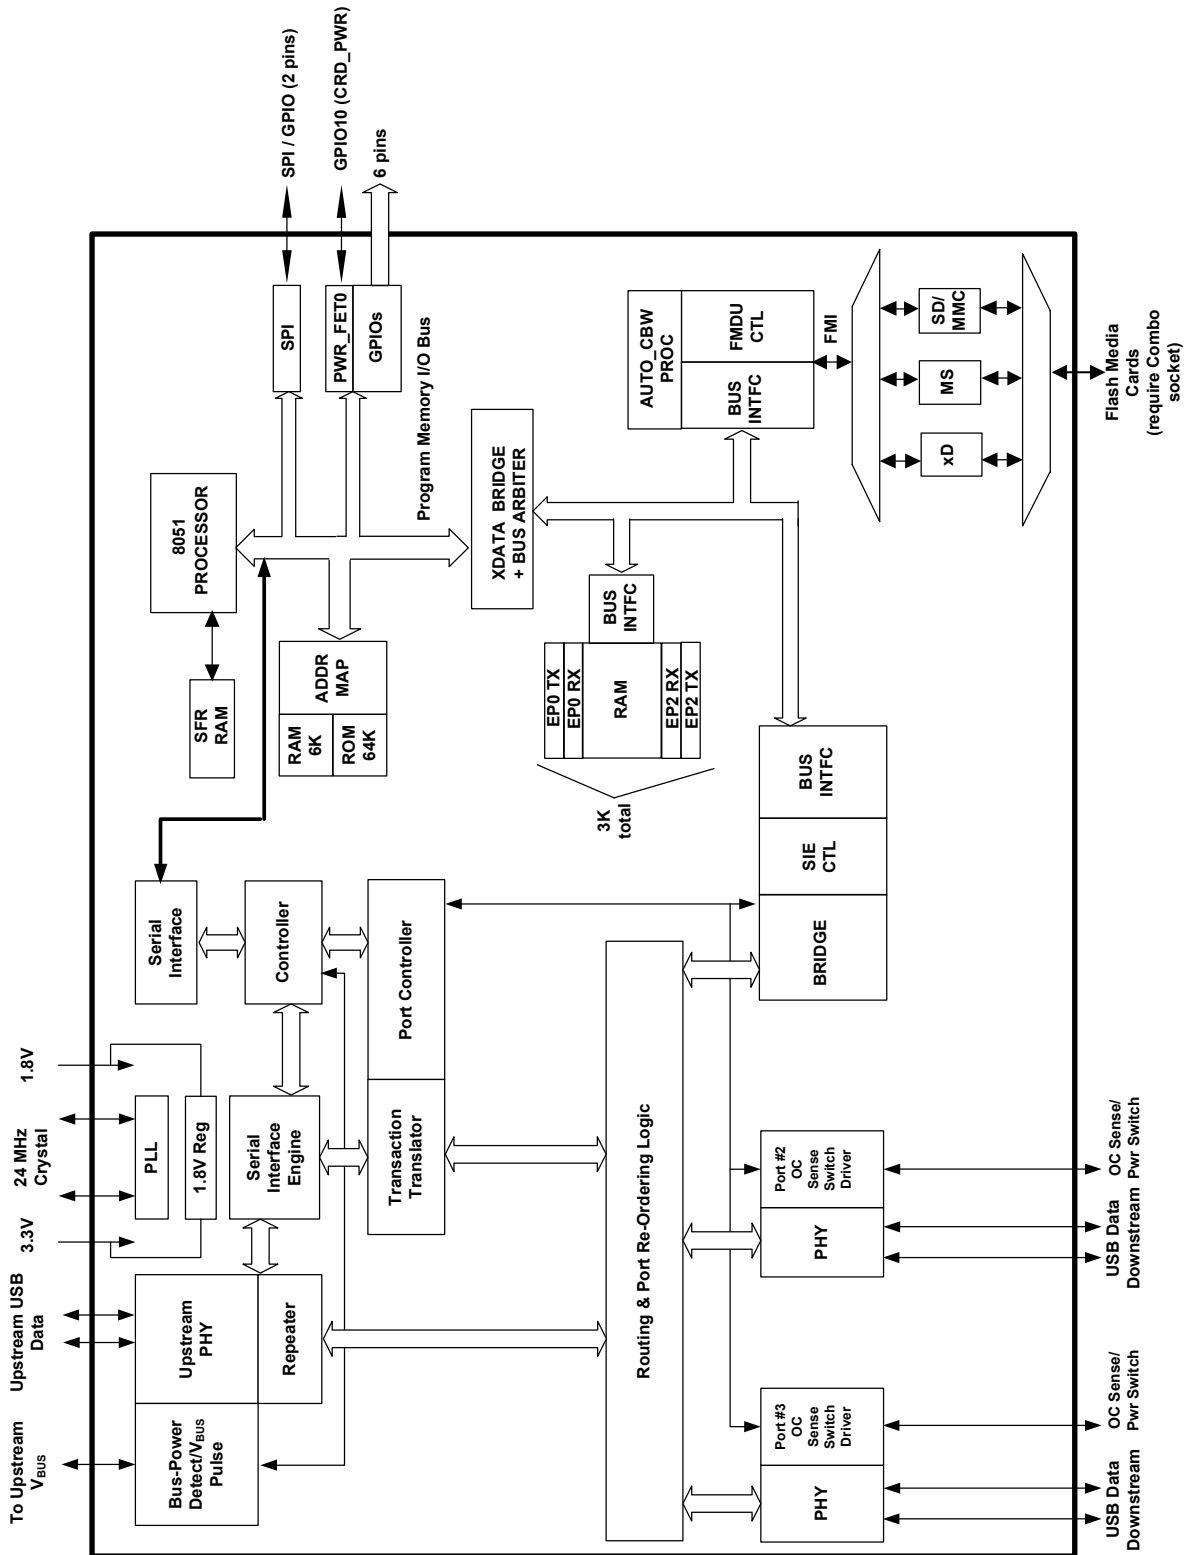 To Upstream
VBUS
Upstream USB
Data
3.3V
24 MHz
Crystal
1.8V
Bus-Power
Detect/VBUS
Pulse
Upstream
PHY
Repeater
PLL
1.8V Reg
Serial
Interface
Engine
Serial
Interface
Controller
Transaction
Translator
Port Controller
SFR
RAM
8051
PROCESSOR
SPI
SPI / GPIO (2 pins)
PWR_FET0
GPIO10 (CRD_PWR)
GPIOs
6 pins
RAM
6K
ROM
64K
ADDR
MAP
Program Memory I/O Bus
XDATA BRIDGE
+ BUS ARBITER
3K
total
EP0 TX
EP0 RX
RAM
EP2 RX
EP2 TX
BUS
INTFC
AUTO_CBW
PROC
BUS
INTFC
FMDU
CTL
FMI
xD
MS
SD/
MMC
Flash Media
Cards
(require Combo
socket)
Routing & Port Re-Ordering Logic
BRIDGE
SIE
CTL
BUS
INTFC
PHY
Port #3
OC
Sense
Switch
Driver
PHY
Port #2
OC
Sense
Switch
Driver
USB Data
Downstream
OC Sense/
Pwr Switch
USB Data
Downstream
OC Sense/
Pwr Switch